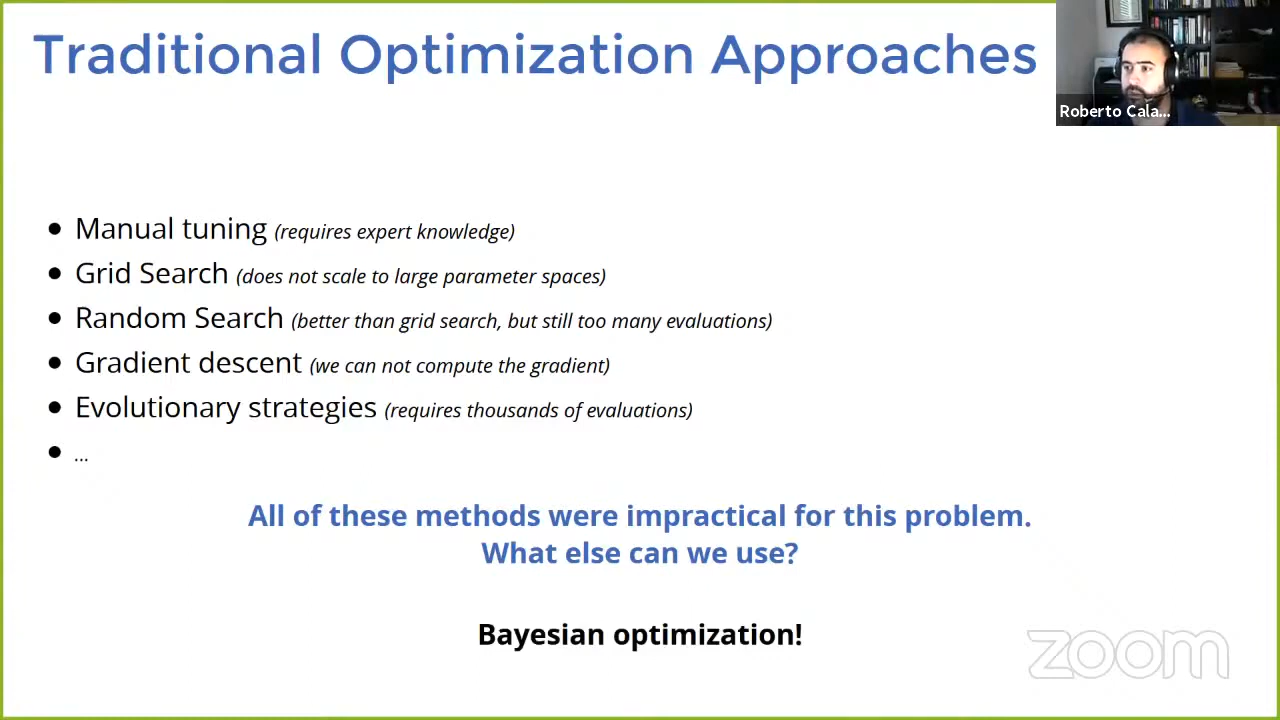 Traditional Optimization Approaches
Roberto Cala...
• Manual tuning (requires expert knowledge)
• Grid Search (does not scale to large parameter spaces)
• Random Search (better than grid search, but still too many evaluations)
• Gradient descent (we can not compute the gradient)
• Evolutionary strategies (requires thousands of evaluations)
• ...
All of these methods were impractical for this problem.
What else can we use?
Bayesian optimization!
zoom